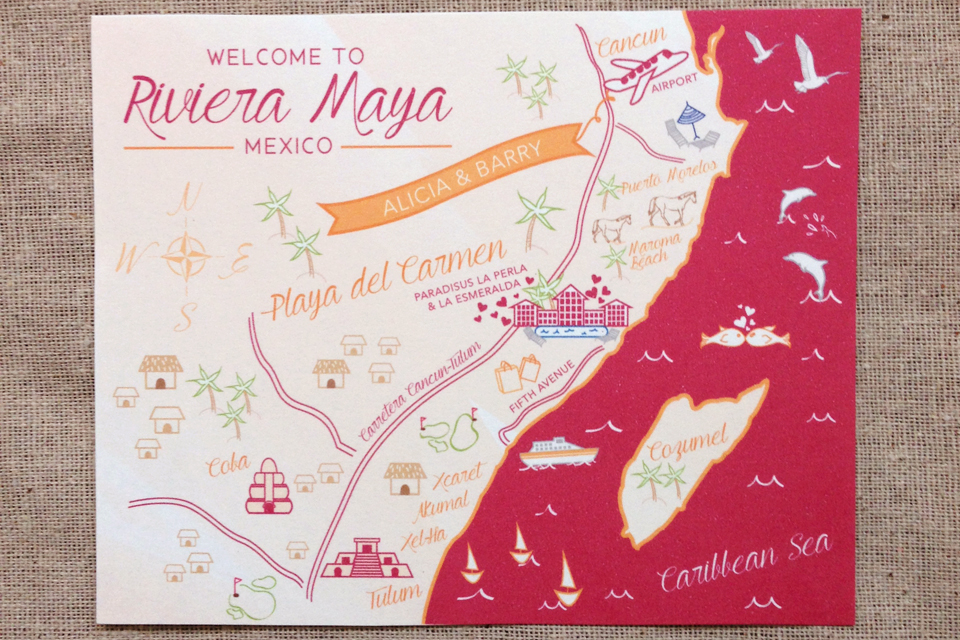 WELCOME TO
Riviera Maya
MEXICO
Cancun
AIRPORT
ALICIA & BARRY
Puerto Morelos
Maroma
Beach
N
W E
S
Playa del Carmen
PARADISUS LA PERLA
& LA ESMERALDA
Carretera Cancun-Tulum
FIFTH AVENUE
Cozumel
Coba
Xcaret
Akumal
Xel-Ha
Tulum
Caribbean Sea